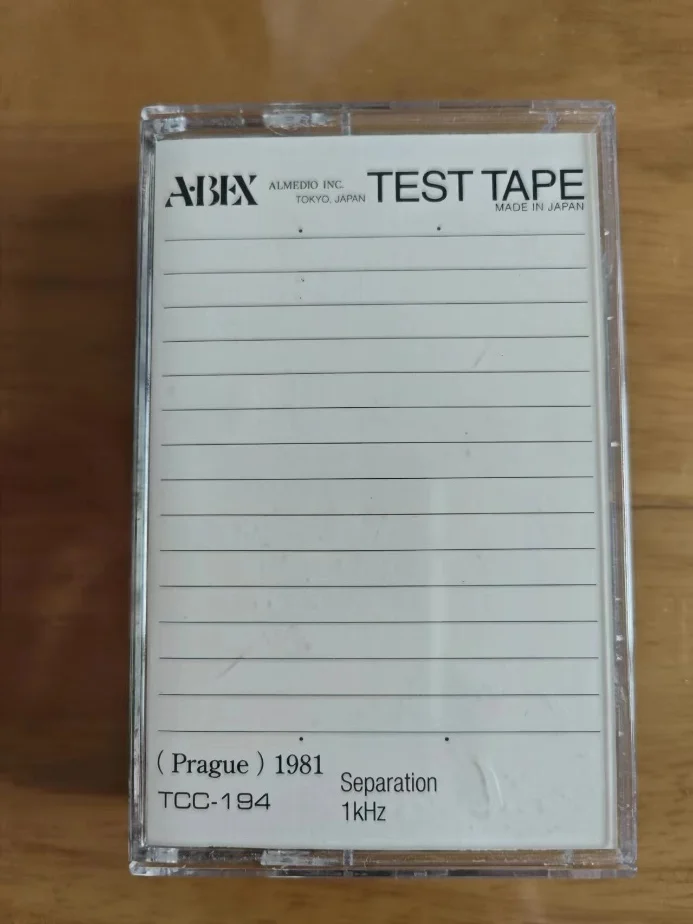 A·BEX ALMEDIO INC. TEST TAPE
TOKYO, JAPAN
MADE IN JAPAN
( Prague ) 1981
Separation
TCC-194
1kHz